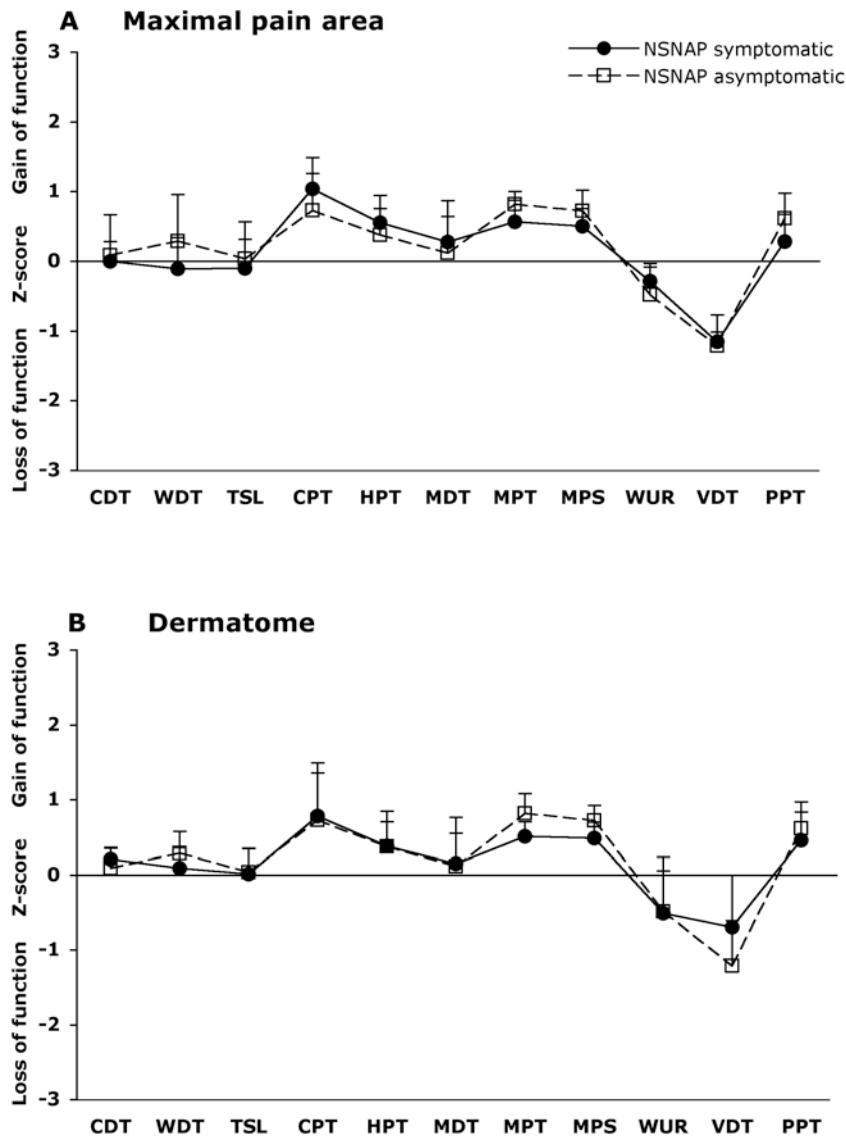 A Maximal pain area
NSNAP symptomatic
NSNAP asymptomatic
Gain of function
Z-score
Loss of function
3
2
1
0
-1
-2
-3
CDT WDT TSL CPT HPT MDT MPT MPS WUR VDT PPT
B Dermatome
Gain of function
Z-score
Loss of function
3
2
1
0
-1
-2
-3
CDT WDT TSL CPT HPT MDT MPT MPS WUR VDT PPT